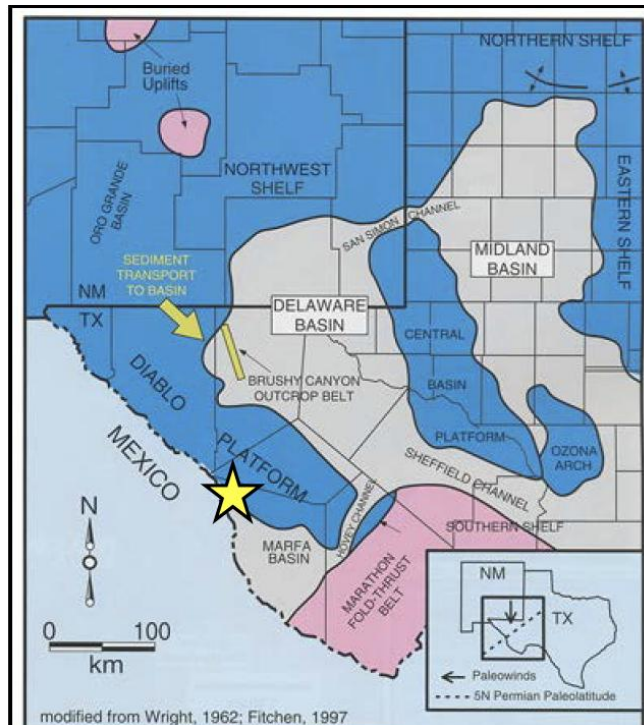 NORTHERN SHELF
Buried
Uplifts
EASTERN SHELF
NORTHWEST
SHELF
ORO GRANDE
BASIN
SAN SIMON CHANNEL
MIDLAND
BASIN
SEDIMENT
TRANSPORT
TO BASIN
NM
TX
DELAWARE
BASIN
CENTRAL
BASIN
PLATFORM
DIABLO
PLATFORM
BRUSHY CANYON
OUTCROP BELT
OZONA
ARCH
MEXICO
SHEFFIELD CHANNEL
N
HOVEY CHANNEL
SOUTHERN SHELF
MARFA
BASIN
MARATHON
FOLD-THRUST
BELT
NM
TX
0 100
km
Paleowinds
5N Permian Paleolatitude
modified from Wright, 1962; Fitchen, 1997